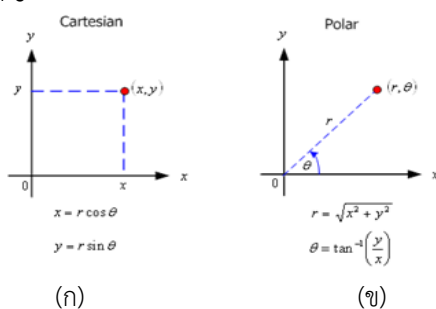 Cartesian
y
y
(x, y)
0
x
x
x = r cos θ
y = r sin θ
(ก)
Polar
y
(r, θ)
r
θ
0
x
r = √(x² + y²)
θ = tan⁻¹(y/x)
(ข)